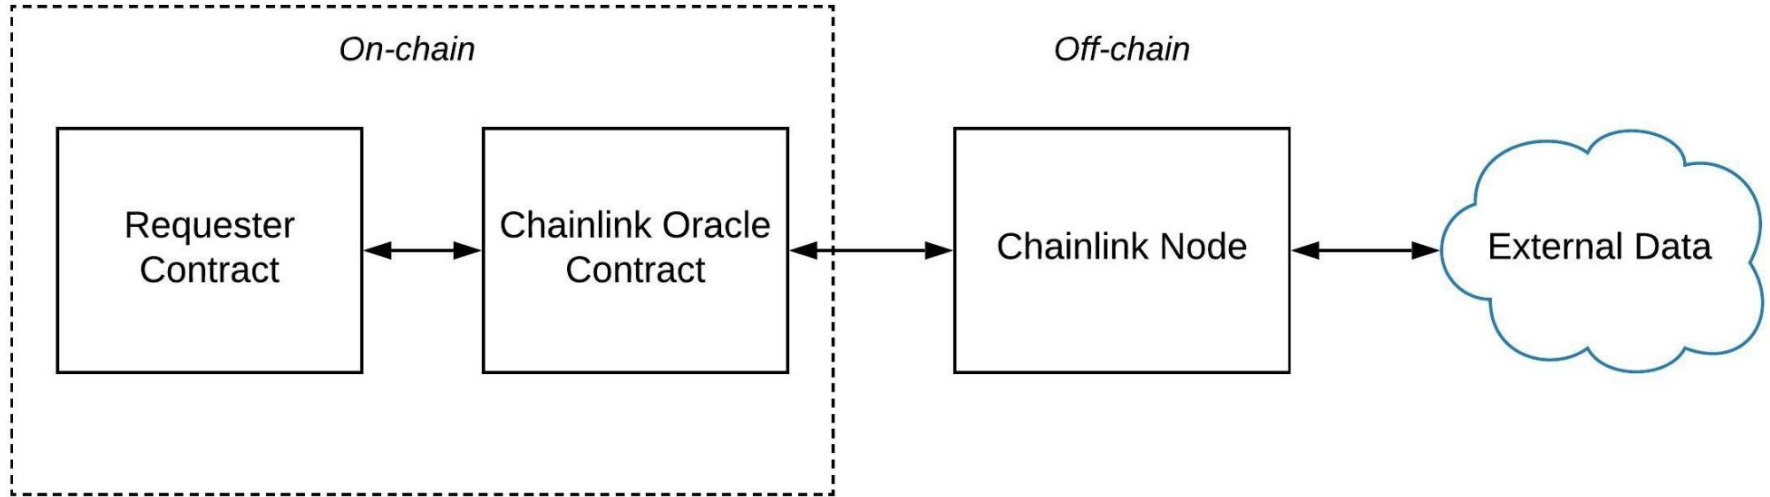 On-chain
Off-chain
Requester
Contract
Chainlink Oracle
Contract
Chainlink Node
External Data